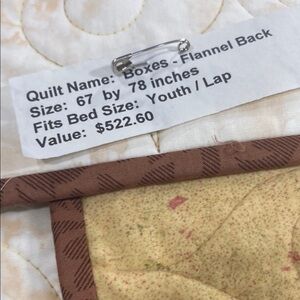 Quilt Name: Boxes - Flannel Back
Size: 67 by 78 inches
Fits Bed Size: Youth / Lap
Value: $522.60